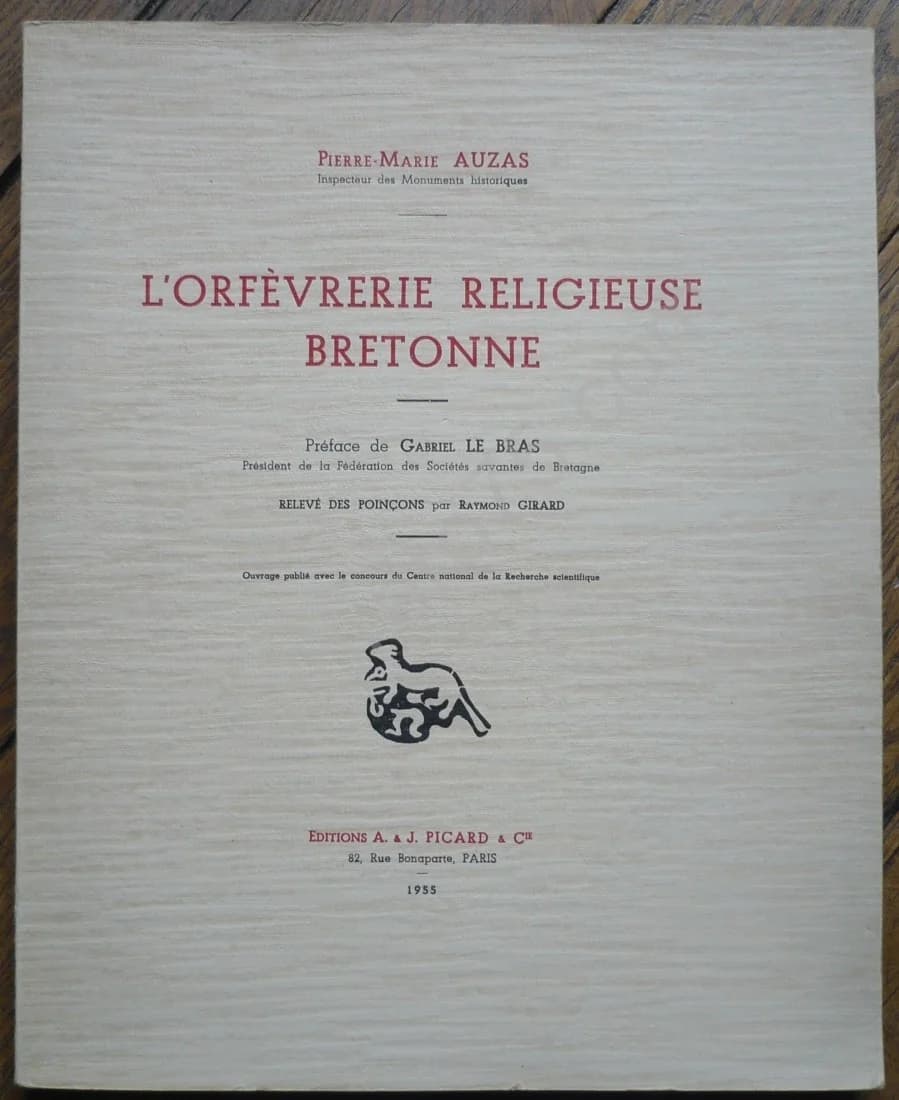 PIERRE-MARIE AUZAS
Inspecteur des Monuments historiques
L'ORFÈVRERIE RELIGIEUSE
BRETONNE
Préface de GABRIEL LE BRAS
Président de la Fédération des Sociétés savantes de Bretagne
RELEVÉ DES POINÇONS par RAYMOND GIRARD
Ouvrage publié avec le concours du Centre national de la Recherche scientifique
EDITIONS A. & J. PICARD & CIE
82, Rue Bonaparte, PARIS
1955